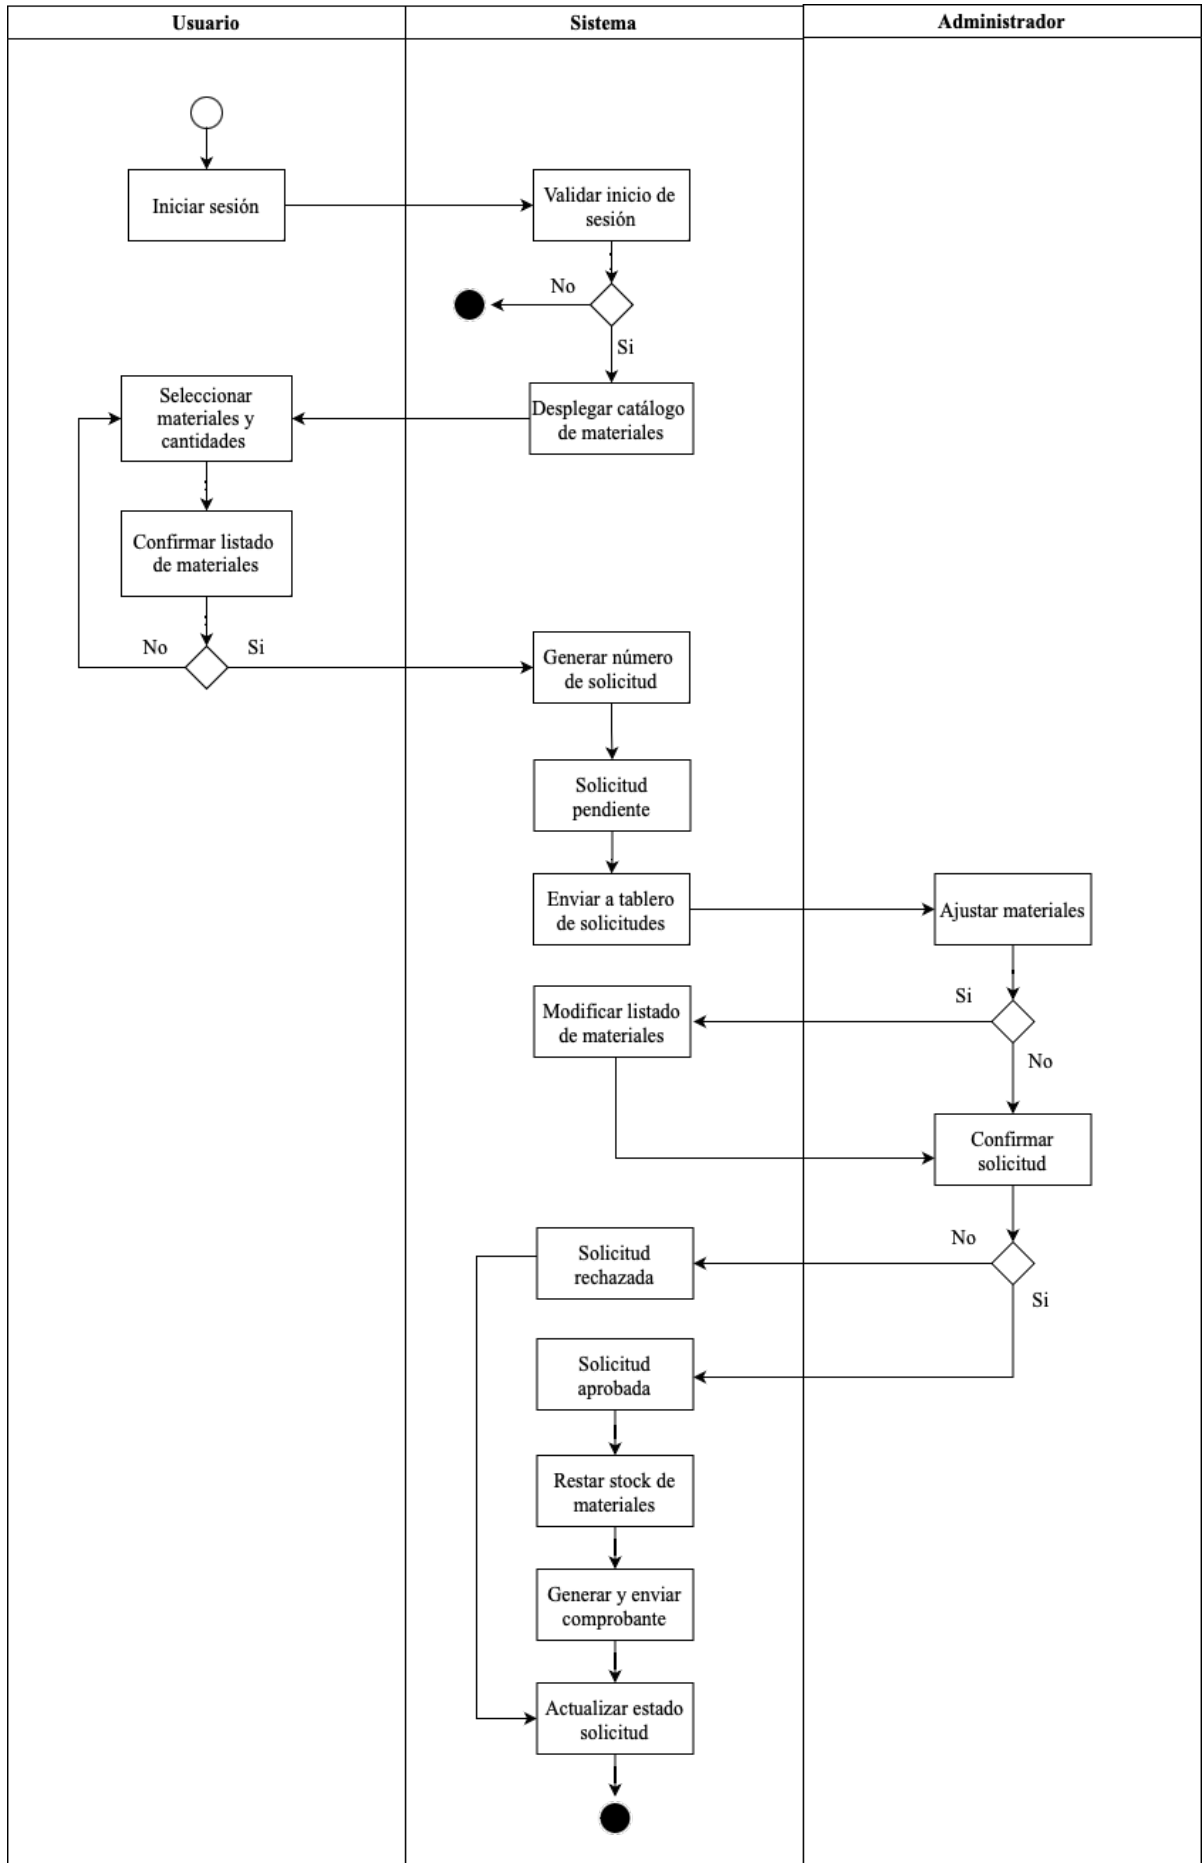 Usuario
Sistema
Administrador
Iniciar sesión
Validar inicio de
sesión
No
Si
Desplegar catálogo
de materiales
Seleccionar
materiales y
cantidades
Confirmar listado
de materiales
No
Si
Generar número
de solicitud
Solicitud
pendiente
Enviar a tablero
de solicitudes
Ajustar materiales
Si
Modificar listado
de materiales
No
Confirmar
solicitud
No
Solicitud
rechazada
Si
Solicitud
aprobada
Restar stock de
materiales
Generar y enviar
comprobante
Actualizar estado
solicitud